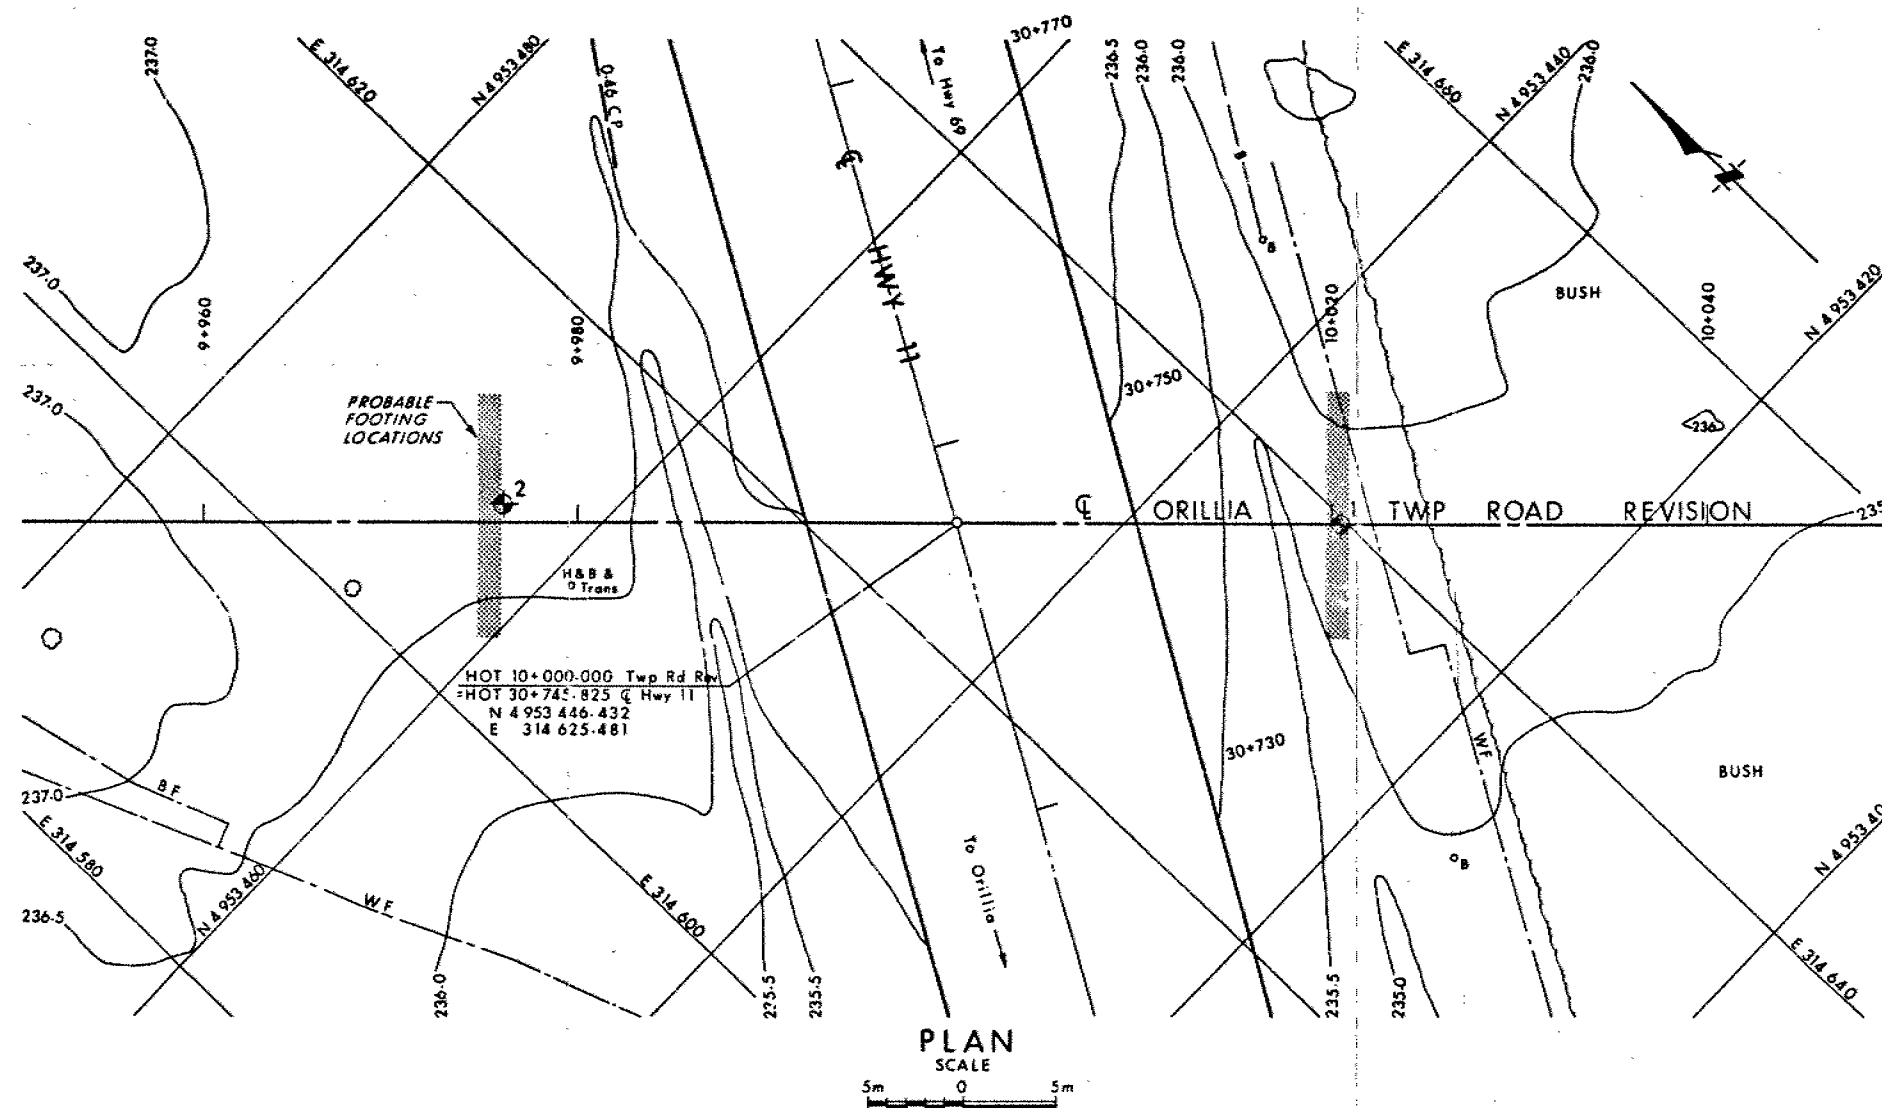 30+770
237.0
E 314 620
N 4 953 480
0.46 C P
To Hwy 69
236.5
236.0
236.0
E 314 660
N 4 953 440
236.0
℄
B
B
237.0
9+960
9+980
HWY 11
10+020
BUSH
10+040
N 4 953 420
237.0
PROBABLE
FOOTING
LOCATIONS
30+750
236
2
℄ ORILLIA TWP ROAD REVISION
235
H&B &
Trans
HOT 10+000.000 Twp Rd Rev
=HOT 30+745.825 ℄ Hwy 11
N 4 953 446.432
E 314 625.481
30+730
WF
BUSH
237.0
BF
E 314 580
To Orillia
B
N 4 953 40
236.5
N 4 953 460
WF
E 314 600
E 314 640
236.0
235.5
235.5
235.5
235.0
PLAN
SCALE
5m 0 5m